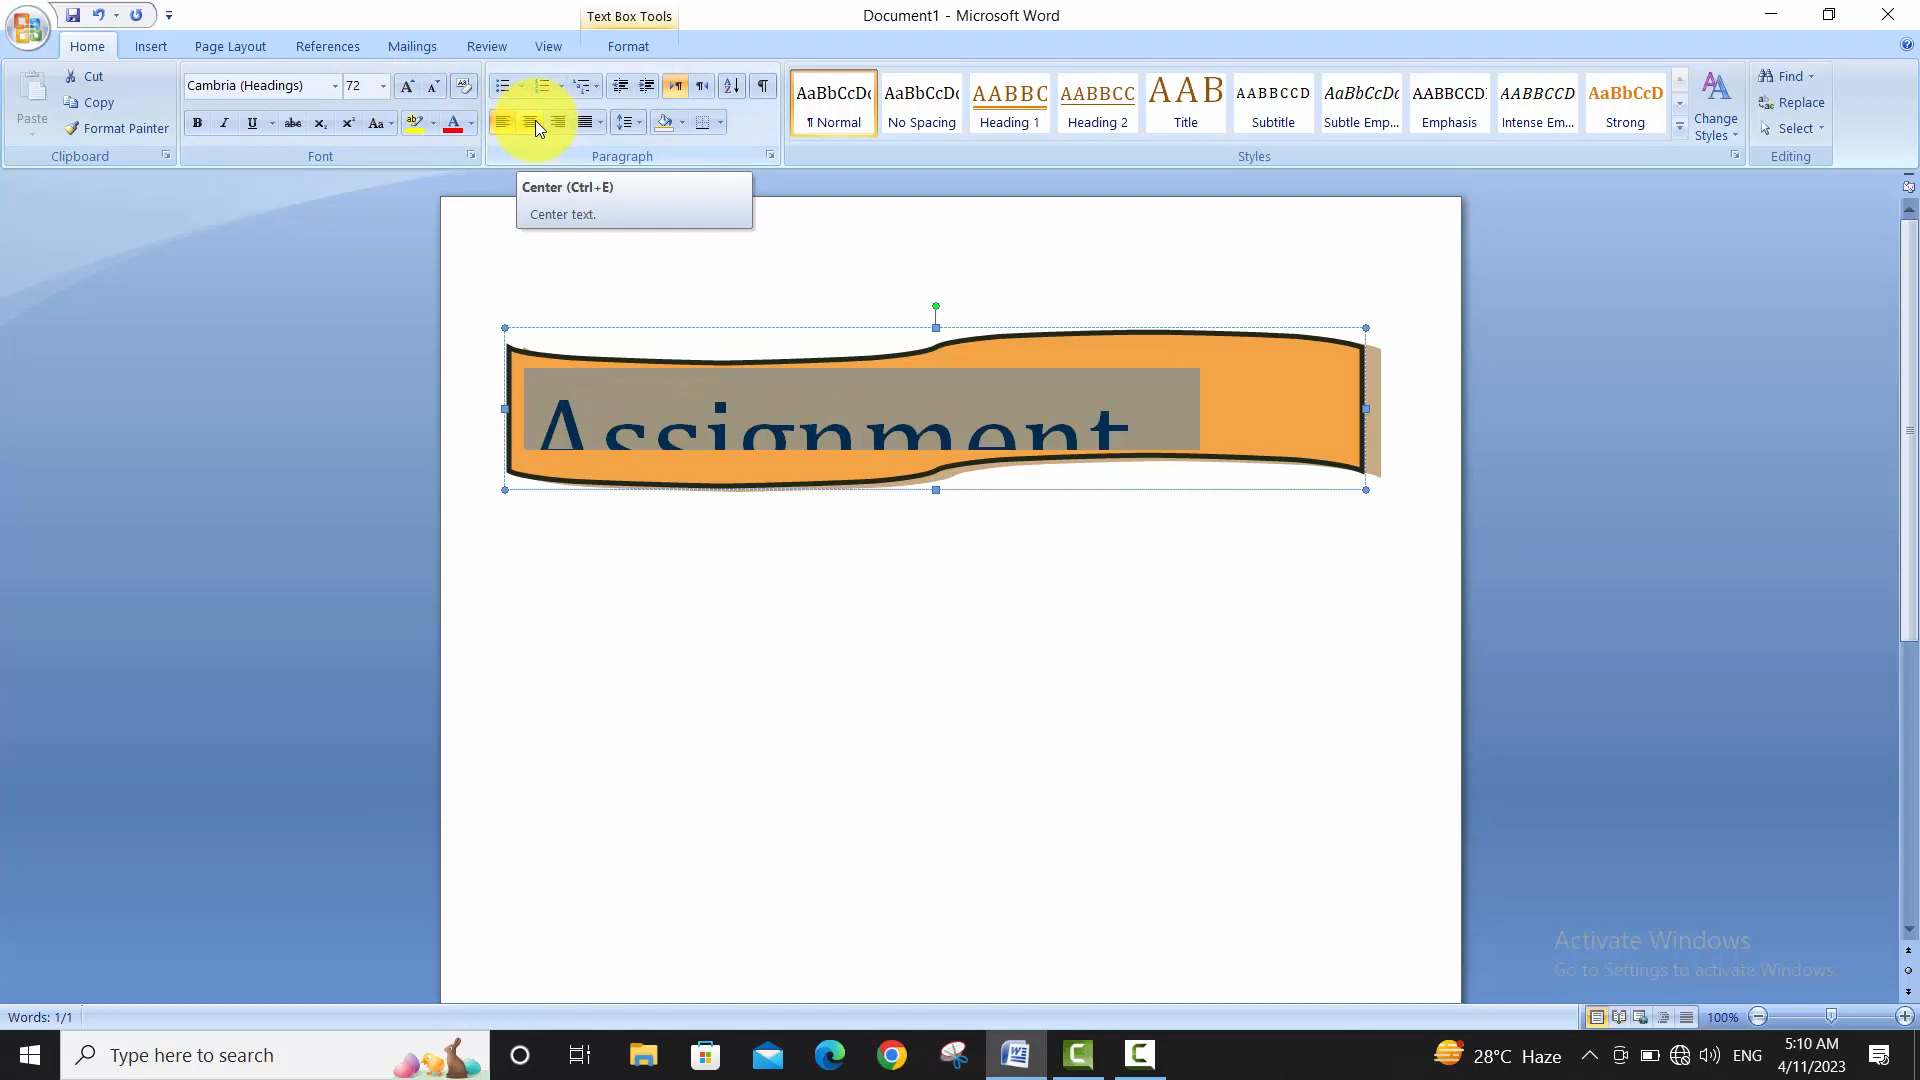 Text Box Tools
Document1 - Microsoft Word
Home
Insert
Page Layout
References
Mailings
Review
View
Format
Paste
Cut
Copy
Format Painter
Clipboard
Cambria (Headings)
72
Font
Paragraph
AaBbCcDc
¶ Normal
AaBbCcDc
No Spacing
AABBC
Heading 1
AABBCC
Heading 2
AAB
Title
AABBCCD
Subtitle
AaBbCcDc
Subtle Emp...
AABBCCD
Emphasis
AABBCCD
Intense Em...
AaBbCcD
Strong
Change
Styles
Styles
Find
Replace
Select
Editing
Center (Ctrl+E)
Center text.
Assignment
Activate Windows
Go to Settings to activate Windows.
Words: 1/1
100%
Type here to search
28°C Haze
ENG
5:10 AM
4/11/2023